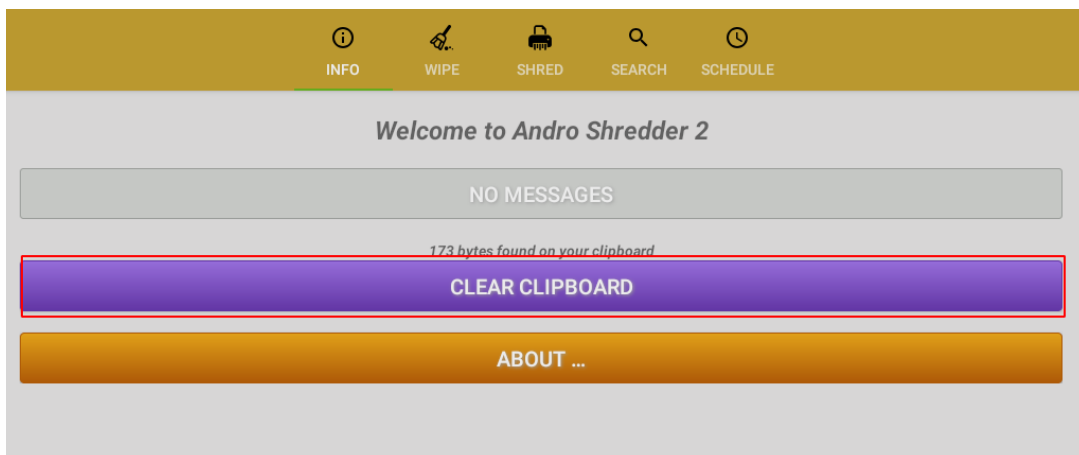 INFO WIPE SHRED SEARCH SCHEDULE
Welcome to Andro Shredder 2
NO MESSAGES
173 bytes found on your clipboard
CLEAR CLIPBOARD
ABOUT ...